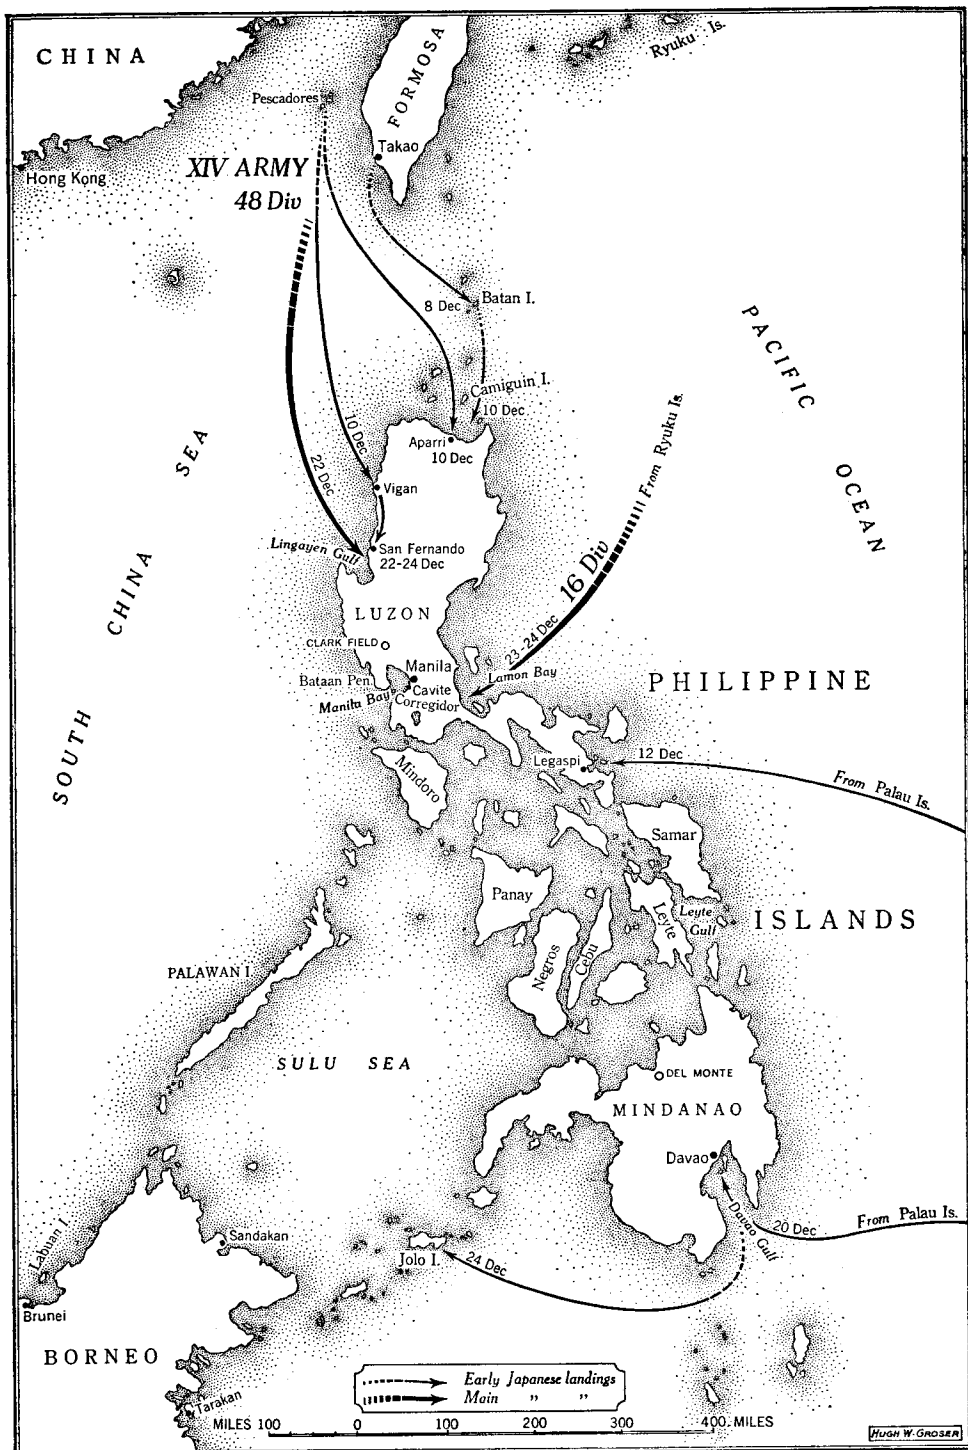 CHINA
FORMOSA
Ryuku Is.
Pescadores
Takao
Hong Kong
XIV ARMY
48 Div
8 Dec
Batan I.
PACIFIC
OCEAN
Camiguin I.
10 Dec
Aparri
10 Dec
10 Dec
22 Dec
Vigan
From Ryuku Is.
SOUTH CHINA SEA
Lingayen Gulf
San Fernando
22-24 Dec
16 Div
LUZON
23-24 Dec
CLARK FIELD
Manila
Lamon Bay
Bataan Pen.
Cavite
Manila Bay
Corregidor
PHILIPPINE
ISLANDS
Mindoro
Legaspi
12 Dec
From Palau Is.
Samar
Panay
Leyte
Leyte
Gulf
Negros
Cebu
PALAWAN I.
SULU SEA
DEL MONTE
MINDANAO
Davao
Davao Gulf
20 Dec
From Palau Is.
Labuan I.
Sandakan
Jolo I.
24 Dec
Brunei
BORNEO
Tarakan
Early Japanese landings
Main " "
MILES 100 0 100 200 300 400 MILES
HUGH W. GROSER